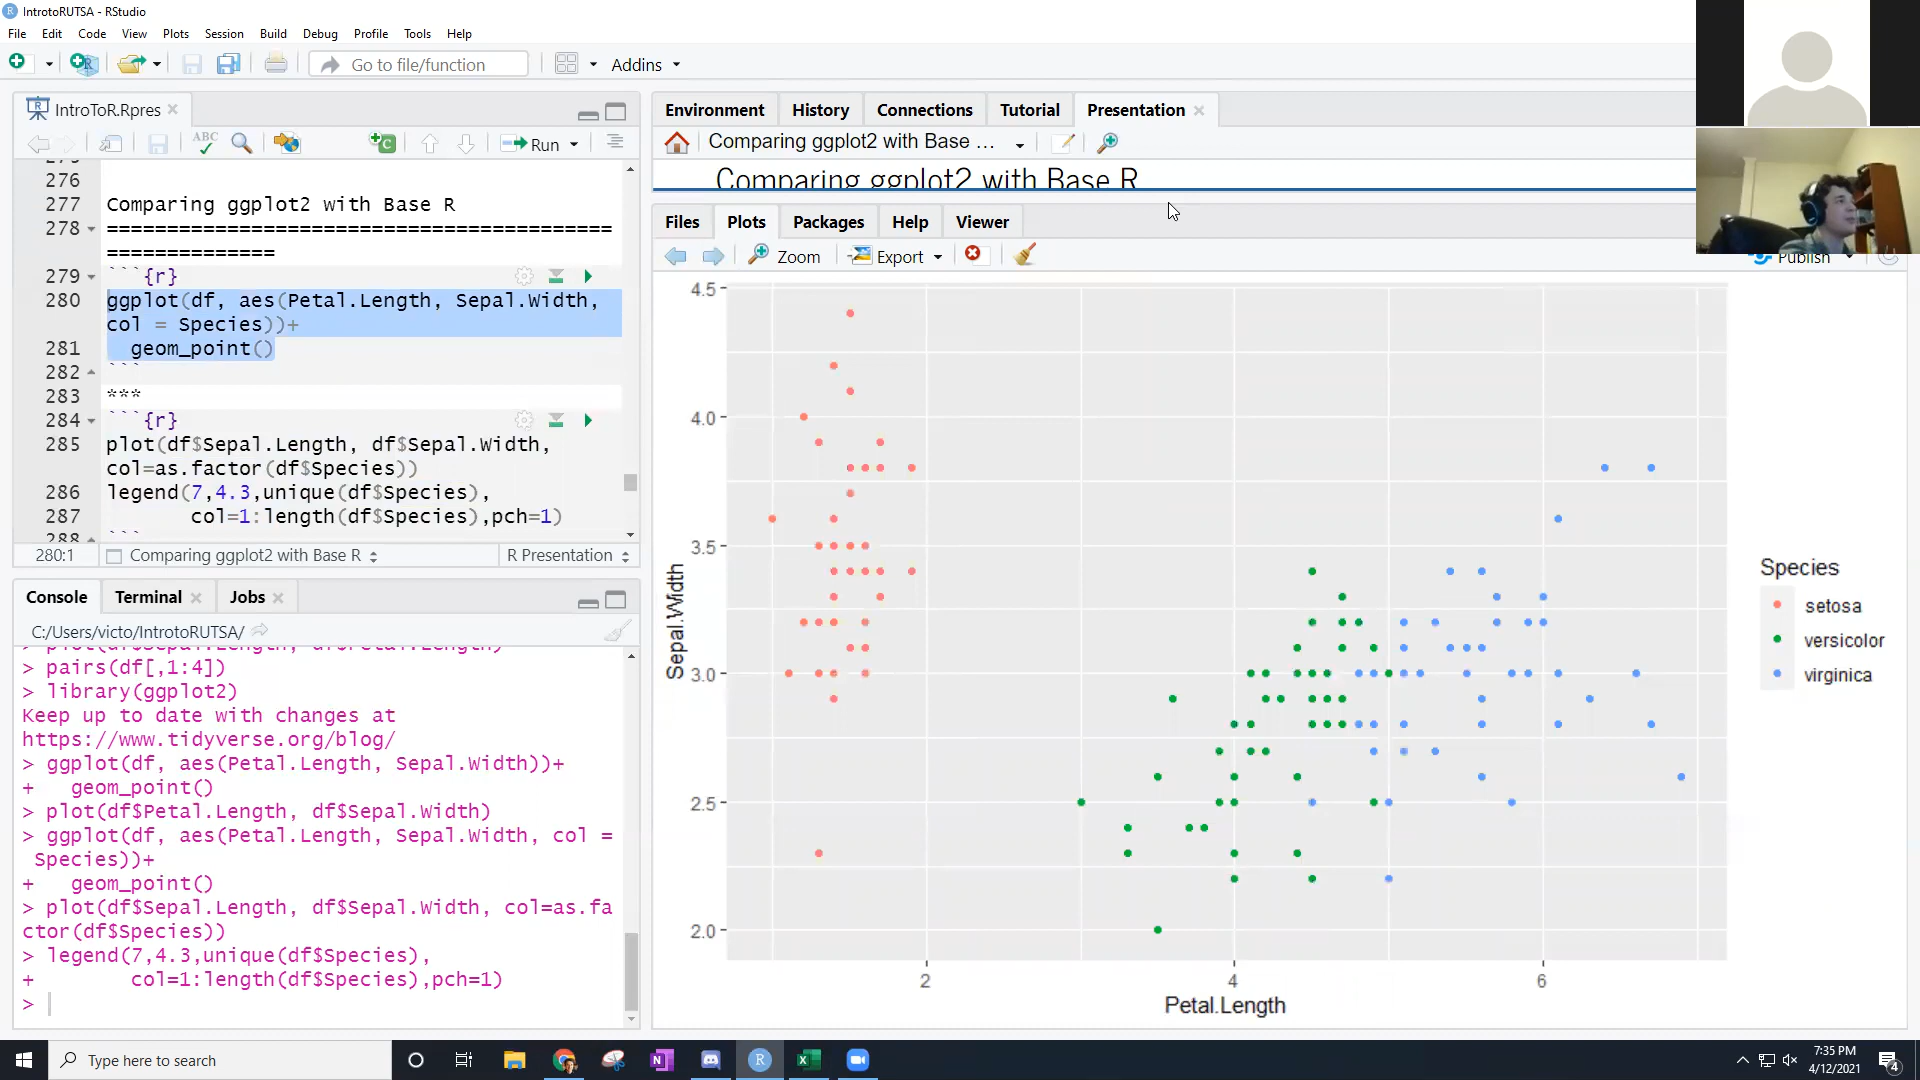 IntrotoRUTSA - RStudio
File Edit Code View Plots Session Build Debug Profile Tools Help
Go to file/function
Addins
IntroToR.Rpres
ABC
Run
276
277 Comparing ggplot2 with Base R
278 ==========================================
==============
279 ```{r}
280 ggplot(df, aes(Petal.Length, Sepal.Width,
col = Species))+
281   geom_point()
282 ```
283 ***
284 ```{r}
285 plot(df$Sepal.Length, df$Sepal.Width,
col=as.factor(df$Species))
286 legend(7,4.3,unique(df$Species),
287        col=1:length(df$Species),pch=1)
288 ```
280:1 Comparing ggplot2 with Base R R Presentation
Console Terminal Jobs
C:/Users/victo/IntrotoRUTSA/
> plot(df$Sepal.Length, df$Petal.Length)
> pairs(df[,1:4])
> library(ggplot2)
Keep up to date with changes at
https://www.tidyverse.org/blog/
> ggplot(df, aes(Petal.Length, Sepal.Width))+
+   geom_point()
> plot(df$Petal.Length, df$Sepal.Width)
> ggplot(df, aes(Petal.Length, Sepal.Width, col =
Species))+
+   geom_point()
> plot(df$Sepal.Length, df$Sepal.Width, col=as.fa
ctor(df$Species))
> legend(7,4.3,unique(df$Species),
+        col=1:length(df$Species),pch=1)
>
Environment History Connections Tutorial Presentation
Comparing ggplot2 with Base ...
Comparing ggplot2 with Base R
Files Plots Packages Help Viewer
Zoom Export Publish
4.5
4.0
3.5
3.0
2.5
2.0
Sepal.Width
2 4 6
Petal.Length
Species
setosa
versicolor
virginica
Type here to search
7:35 PM
4/12/2021
4